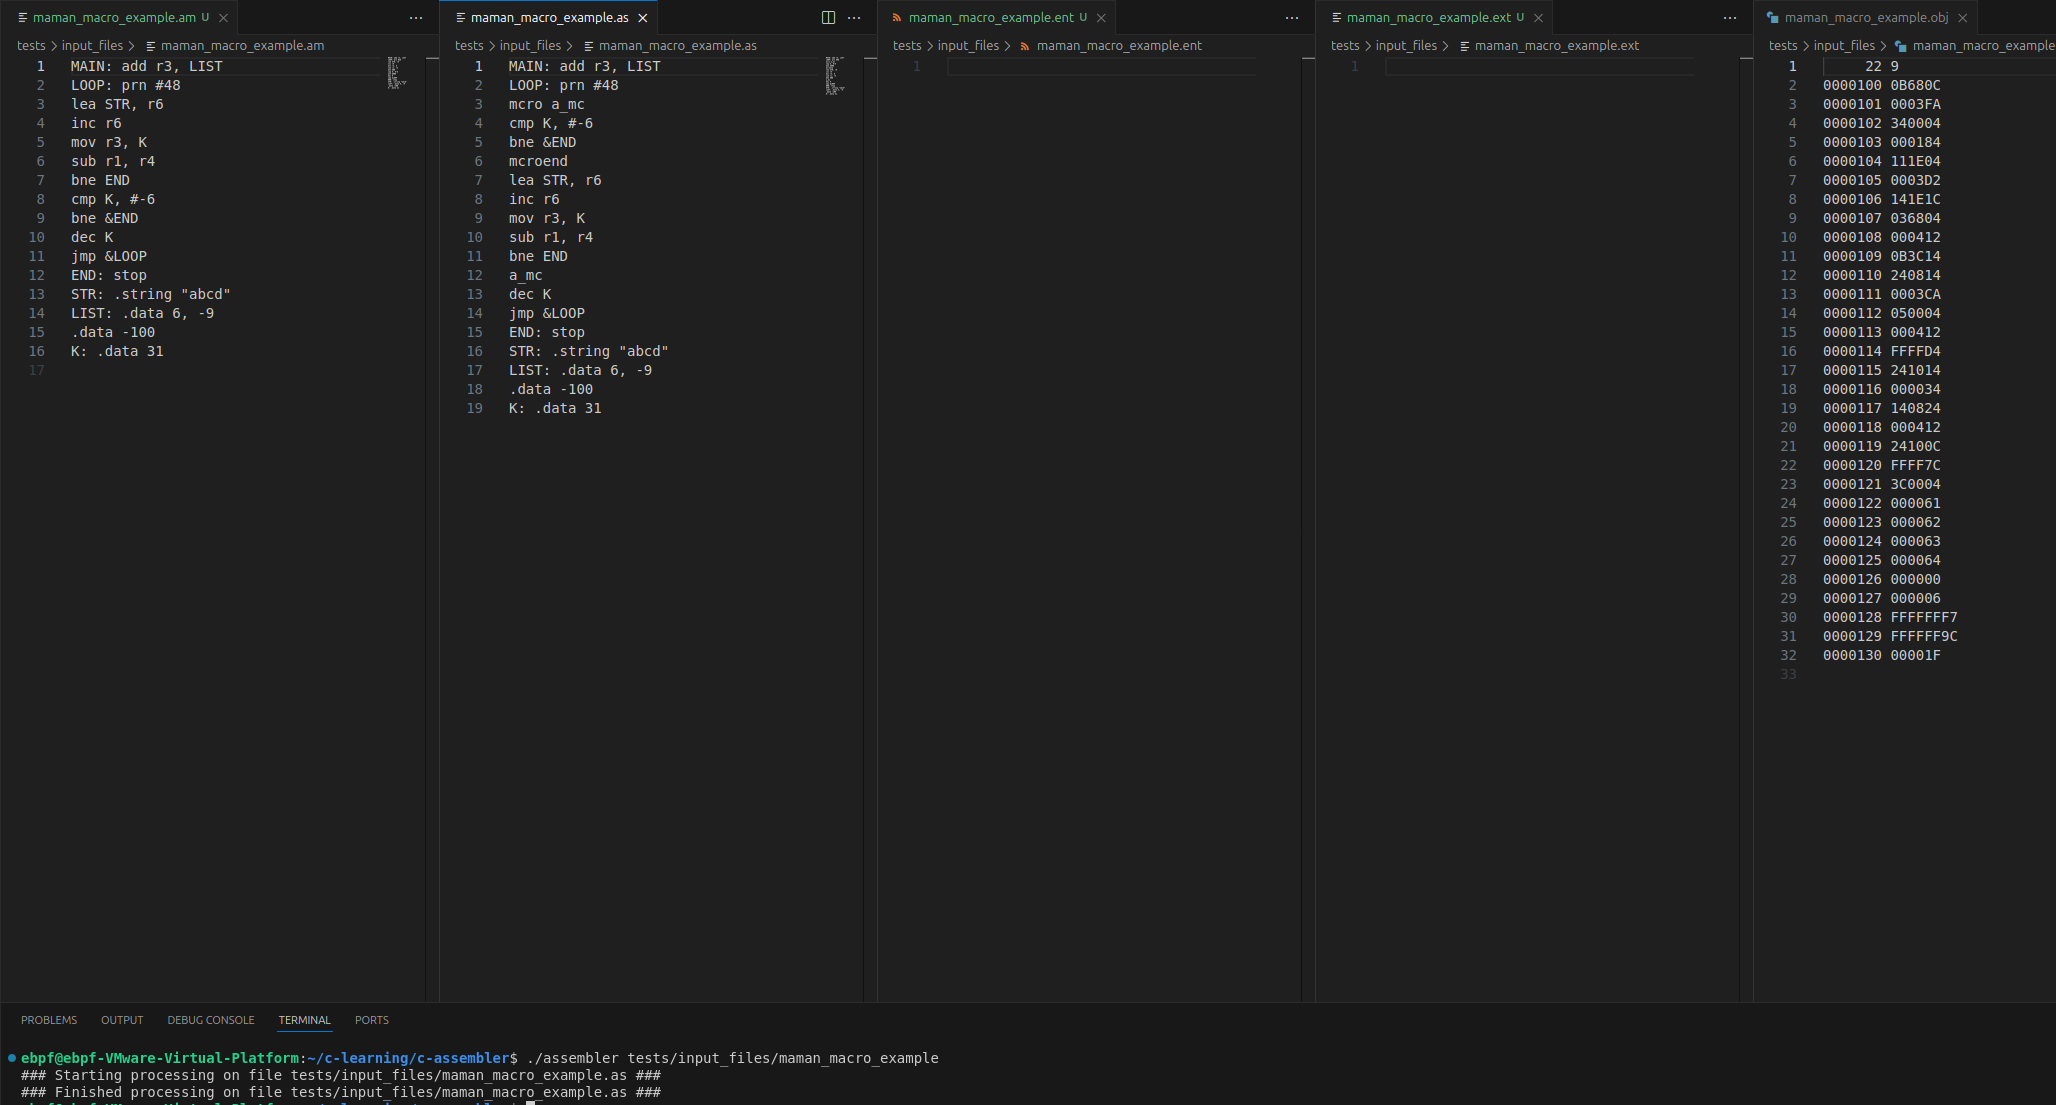 maman_macro_example.am U
tests > input_files > maman_macro_example.am
1 MAIN: add r3, LIST
2 LOOP: prn #48
3 lea STR, r6
4 inc r6
5 mov r3, K
6 sub r1, r4
7 bne END
8 cmp K, #-6
9 bne &END
10 dec K
11 jmp &LOOP
12 END: stop
13 STR: .string "abcd"
14 LIST: .data 6, -9
15 .data -100
16 K: .data 31
17
maman_macro_example.as
tests > input_files > maman_macro_example.as
1 MAIN: add r3, LIST
2 LOOP: prn #48
3 mcro a_mc
4 cmp K, #-6
5 bne &END
6 mcroend
7 lea STR, r6
8 inc r6
9 mov r3, K
10 sub r1, r4
11 bne END
12 a_mc
13 dec K
14 jmp &LOOP
15 END: stop
16 STR: .string "abcd"
17 LIST: .data 6, -9
18 .data -100
19 K: .data 31
maman_macro_example.ent U
tests > input_files > maman_macro_example.ent
1
maman_macro_example.ext U
tests > input_files > maman_macro_example.ext
1
maman_macro_example.obj
tests > input_files > maman_macro_example
1 22 9
2 0000100 0B680C
3 0000101 0003FA
4 0000102 340004
5 0000103 000184
6 0000104 111E04
7 0000105 0003D2
8 0000106 141E1C
9 0000107 036804
10 0000108 000412
11 0000109 0B3C14
12 0000110 240814
13 0000111 0003CA
14 0000112 050004
15 0000113 000412
16 0000114 FFFFD4
17 0000115 241014
18 0000116 000034
19 0000117 140824
20 0000118 000412
21 0000119 24100C
22 0000120 FFFF7C
23 0000121 3C0004
24 0000122 000061
25 0000123 000062
26 0000124 000063
27 0000125 000064
28 0000126 000000
29 0000127 000006
30 0000128 FFFFFFF7
31 0000129 FFFFFF9C
32 0000130 00001F
33
PROBLEMS OUTPUT DEBUG CONSOLE TERMINAL PORTS
ebpf@ebpf-VMware-Virtual-Platform:~/c-learning/c-assembler$ ./assembler tests/input_files/maman_macro_example
### Starting processing on file tests/input_files/maman_macro_example.as ###
### Finished processing on file tests/input_files/maman_macro_example.as ###